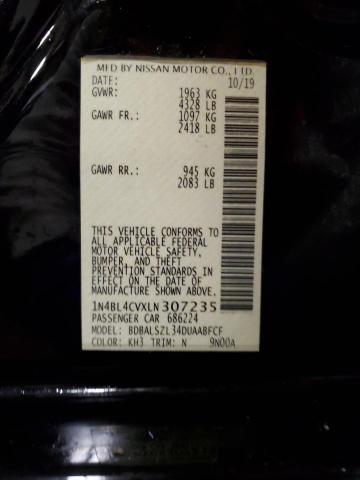 MFD BY NISSAN MOTOR CO., LTD.
DATE: 10/19
GVWR: 1963 KG
4328 LB
GAWR FR.: 1097 KG
2418 LB
GAWR RR.: 945 KG
2083 LB
THIS VEHICLE CONFORMS TO
ALL APPLICABLE FEDERAL
MOTOR VEHICLE SAFETY,
BUMPER, AND THEFT
PREVENTION STANDARDS IN
EFFECT ON THE DATE OF
MANUFACTURE SHOWN ABOVE.
1N4BL4CVXLN307235
PASSENGER CAR 686224
MODEL: BDBALSZL34DUAABFCF
COLOR: KH3 TRIM: N 9N00A